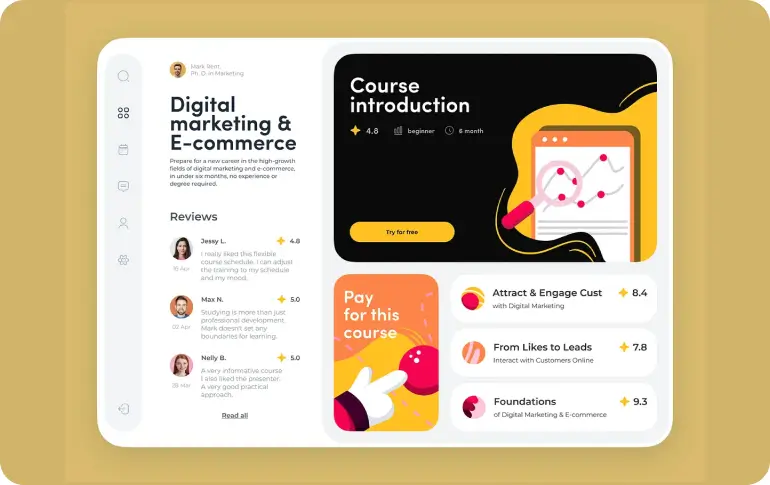 Mark Rent,
Ph. D. in Marketing
Digital
marketing &
E-commerce
Prepare for a new career in the high-growth
fields of digital marketing and e-commerce,
in under six months, no experience or
degree required.
Reviews
Jessy L.
4.8
I really liked this flexible
course schedule. I can adjust
the training to my schedule
and my mood.
16 Apr
Max N.
5.0
Studying is more than just
professional development.
Mark doesn't set any
boundaries for learning.
02 Apr
Nelly B.
5.0
A very informative course
I also liked the presenter.
A very good practical
approach.
28 Mar
Read all
Course
introduction
4.8
beginner
6 month
Try for free
Pay
for this
course
Attract & Engage Cust
8.4
with Digital Marketing
From Likes to Leads
7.8
Interact with Customers Online
Foundations
9.3
of Digital Marketing & E-commerce